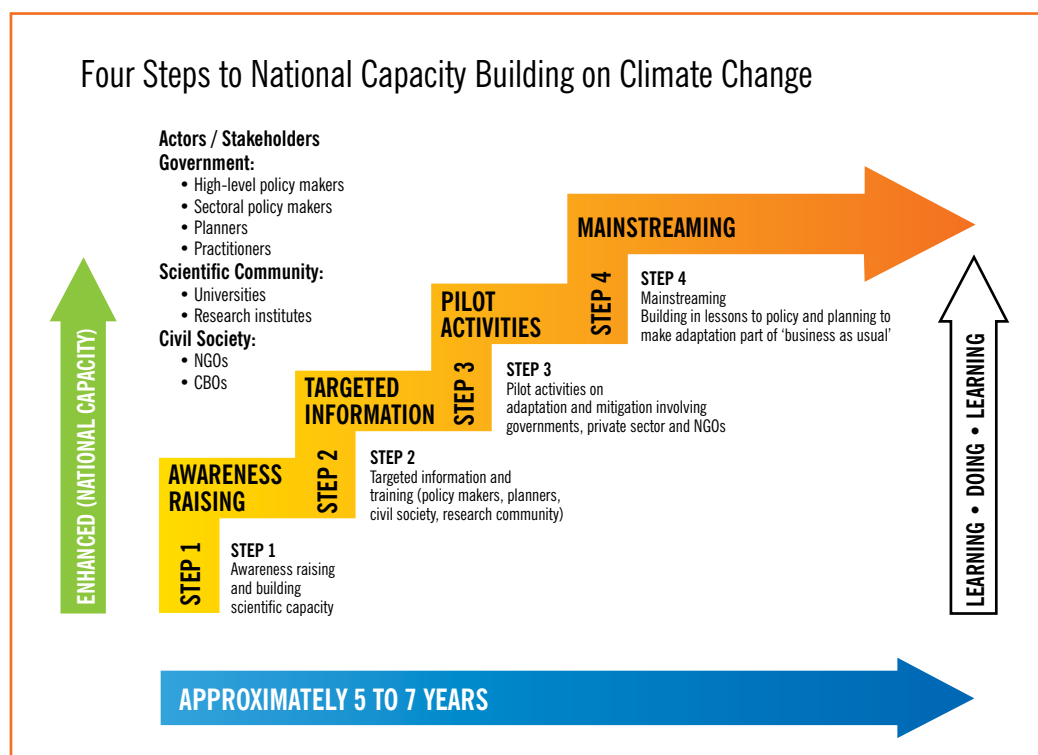 Four Steps to National Capacity Building on Climate Change
Actors / Stakeholders
Government:
• High-level policy makers
• Sectoral policy makers
• Planners
• Practitioners
Scientific Community:
• Universities
• Research institutes
Civil Society:
• NGOs
• CBOs
ENHANCED (NATIONAL CAPACITY)
AWARENESS
RAISING
STEP 1
STEP 1
Awareness raising
and building
scientific capacity
TARGETED
INFORMATION
STEP 2
STEP 2
Targeted information and
training (policy makers, planners,
civil society, research community)
PILOT
ACTIVITIES
STEP 3
STEP 3
Pilot activities on
adaptation and mitigation involving
governments, private sector and NGOs
MAINSTREAMING
STEP 4
STEP 4
Mainstreaming
Building in lessons to policy and planning to
make adaptation part of ‘business as usual’
LEARNING • DOING • LEARNING
APPROXIMATELY 5 TO 7 YEARS